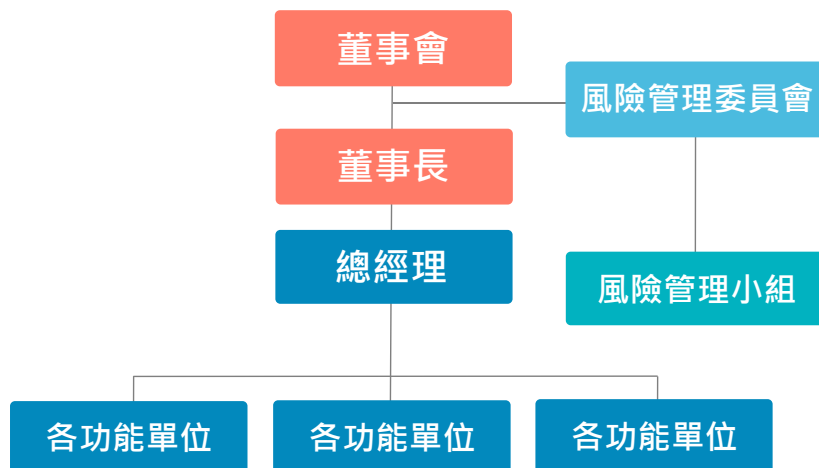 董事會
風險管理委員會
董事長
總經理
風險管理小組
各功能單位
各功能單位
各功能單位